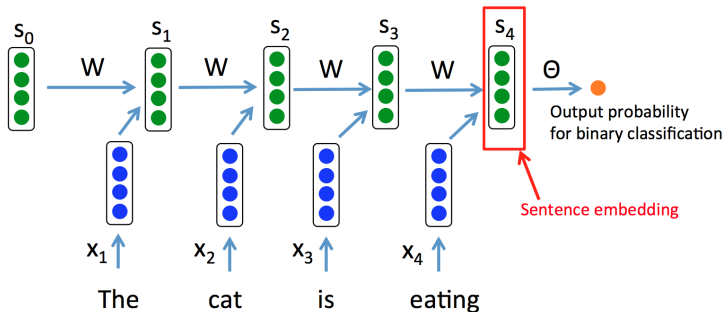 s₀ s₁ s₂ s₃ s₄
W W W W Θ
Output probability
for binary classification
Sentence embedding
x₁ x₂ x₃ x₄
The cat is eating